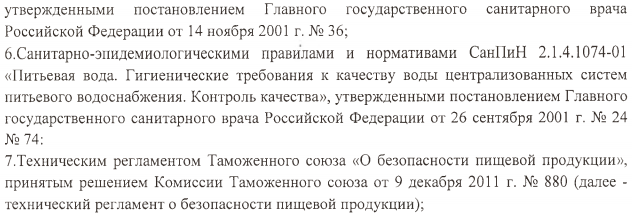 утвержденными постановлением Главного государственного санитарного врача
Российской Федерации от 14 ноября 2001 г. № 36;
6.Санитарно-эпидемиологическими правилами и нормативами СанПиН 2.1.4.1074-01
«Питьевая вода. Гигиенические требования к качеству воды централизованных систем
питьевого водоснабжения. Контроль качества», утвержденными постановлением Главного
государственного санитарного врача Российской Федерации от 26 сентября 2001 г. № 24
№ 74;
7.Техническим регламентом Таможенного союза «О безопасности пищевой продукции»,
принятым решением Комиссии Таможенного союза от 9 декабря 2011 г. № 880 (далее -
технический регламент о безопасности пищевой продукции);